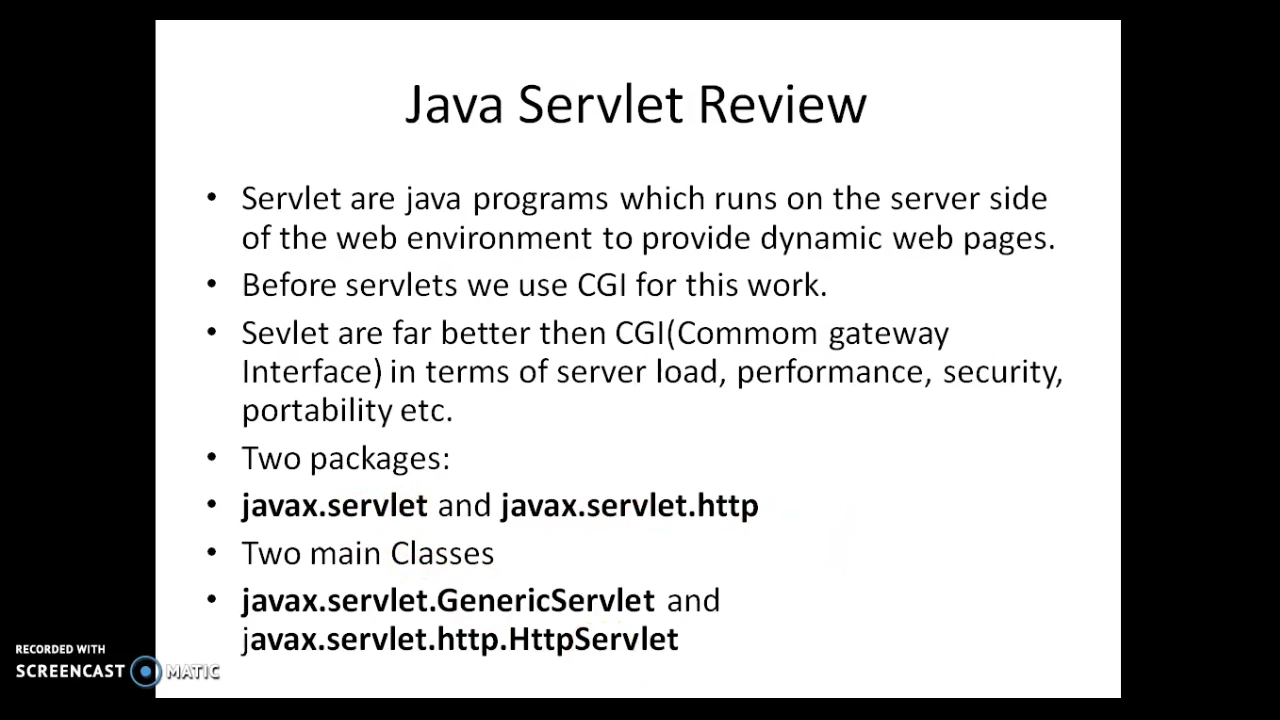 Java Servlet Review
• Servlet are java programs which runs on the server side
of the web environment to provide dynamic web pages.
• Before servlets we use CGI for this work.
• Sevlet are far better then CGI(Commom gateway
Interface) in terms of server load, performance, security,
portability etc.
• Two packages:
• javax.servlet and javax.servlet.http
• Two main Classes
• javax.servlet.GenericServlet and
javax.servlet.http.HttpServlet
RECORDED WITH
SCREENCAST MATIC